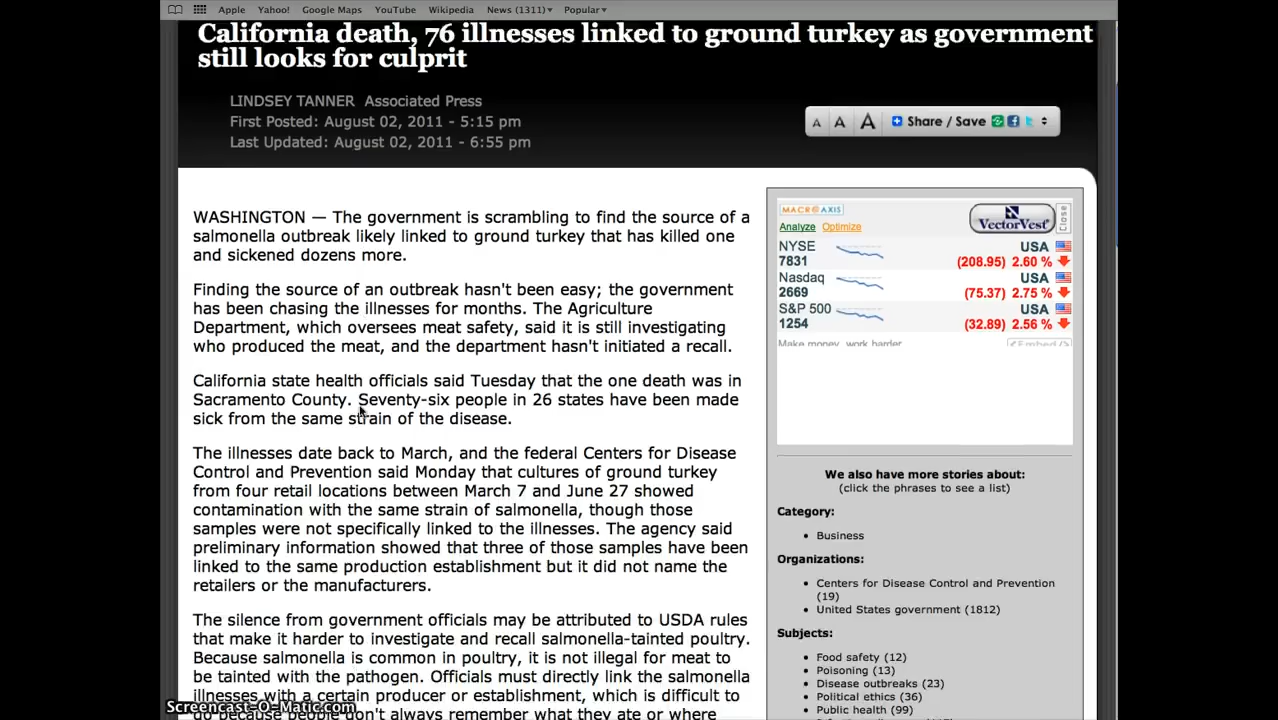 Apple Yahoo! Google Maps YouTube Wikipedia News (1311)▾ Popular▾
California death, 76 illnesses linked to ground turkey as government
still looks for culprit
LINDSEY TANNER Associated Press
First Posted: August 02, 2011 - 5:15 pm
Last Updated: August 02, 2011 - 6:55 pm
A A A Share / Save
WASHINGTON — The government is scrambling to find the source of a
salmonella outbreak likely linked to ground turkey that has killed one
and sickened dozens more.
Finding the source of an outbreak hasn't been easy; the government
has been chasing the illnesses for months. The Agriculture
Department, which oversees meat safety, said it is still investigating
who produced the meat, and the department hasn't initiated a recall.
California state health officials said Tuesday that the one death was in
Sacramento County. Seventy-six people in 26 states have been made
sick from the same strain of the disease.
The illnesses date back to March, and the federal Centers for Disease
Control and Prevention said Monday that cultures of ground turkey
from four retail locations between March 7 and June 27 showed
contamination with the same strain of salmonella, though those
samples were not specifically linked to the illnesses. The agency said
preliminary information showed that three of those samples have been
linked to the same production establishment but it did not name the
retailers or the manufacturers.
The silence from government officials may be attributed to USDA rules
that make it harder to investigate and recall salmonella-tainted poultry.
Because salmonella is common in poultry, it is not illegal for meat to
be tainted with the pathogen. Officials must directly link the salmonella
illnesses with a certain producer or establishment, which is difficult to
do because people don't always remember what they ate or where
MACROAXIS
VectorVest
Close
Analyze Optimize
NYSE USA
7831 (208.95) 2.60 %
Nasdaq USA
2669 (75.37) 2.75 %
S&P 500 USA
1254 (32.89) 2.56 %
Make money, work harder <Embed/>
We also have more stories about:
(click the phrases to see a list)
Category:
• Business
Organizations:
• Centers for Disease Control and Prevention
(19)
• United States government (1812)
Subjects:
• Food safety (12)
• Poisoning (13)
• Disease outbreaks (23)
• Political ethics (36)
• Public health (99)
Screencast-O-Matic.com